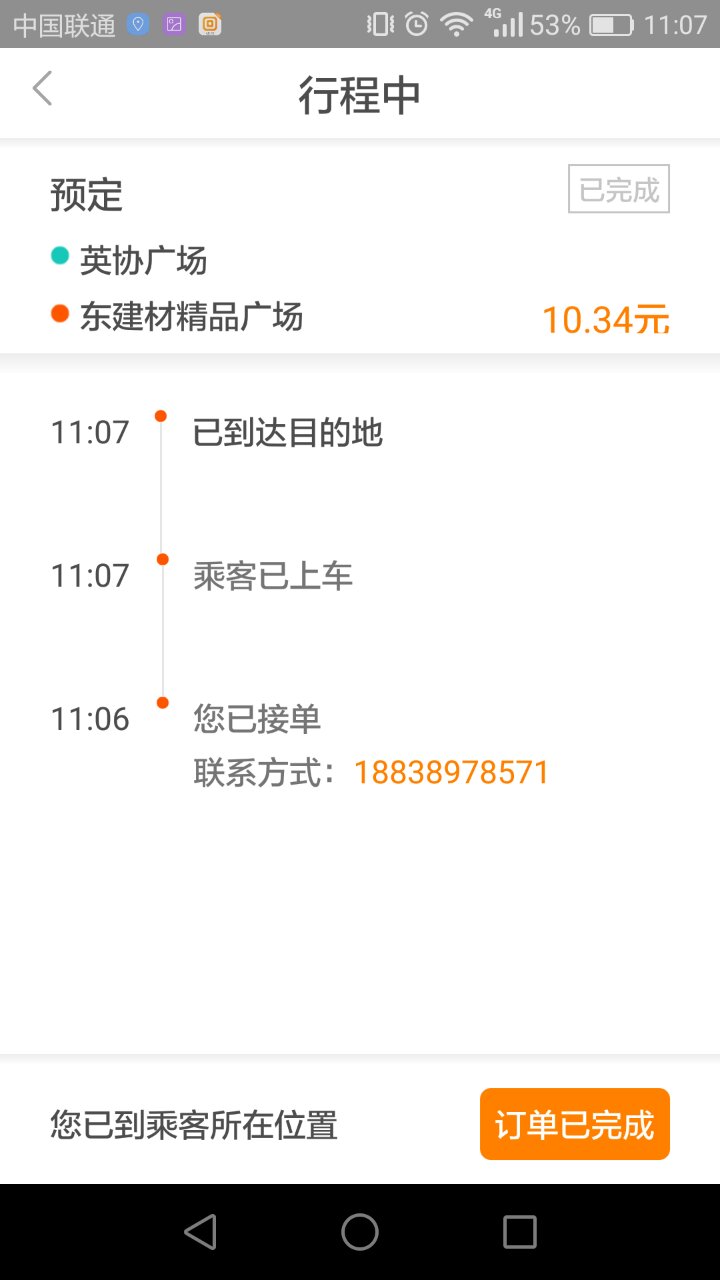 中国联通 4G 53% 11:07
行程中
预定 已完成
英协广场
东建材精品广场 10.34元
11:07 已到达目的地
11:07 乘客已上车
11:06 您已接单
联系方式：18838978571
您已到乘客所在位置 订单已完成